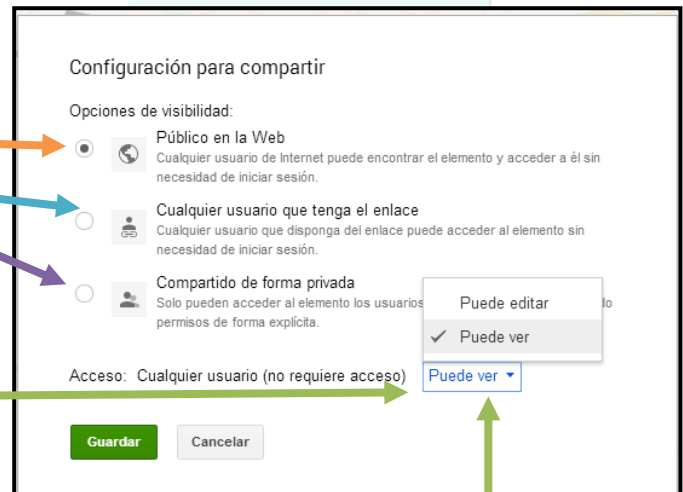 Configuración para compartir
Opciones de visibilidad:
Público en la Web
Cualquier usuario de Internet puede encontrar el elemento y acceder a él sin
necesidad de iniciar sesión.
Cualquier usuario que tenga el enlace
Cualquier usuario que disponga del enlace puede acceder al elemento sin
necesidad de iniciar sesión.
Compartido de forma privada
Solo pueden acceder al elemento los usuarios
permisos de forma explícita.
Puede editar
Puede ver
Acceso: Cualquier usuario (no requiere acceso) Puede ver
Guardar Cancelar